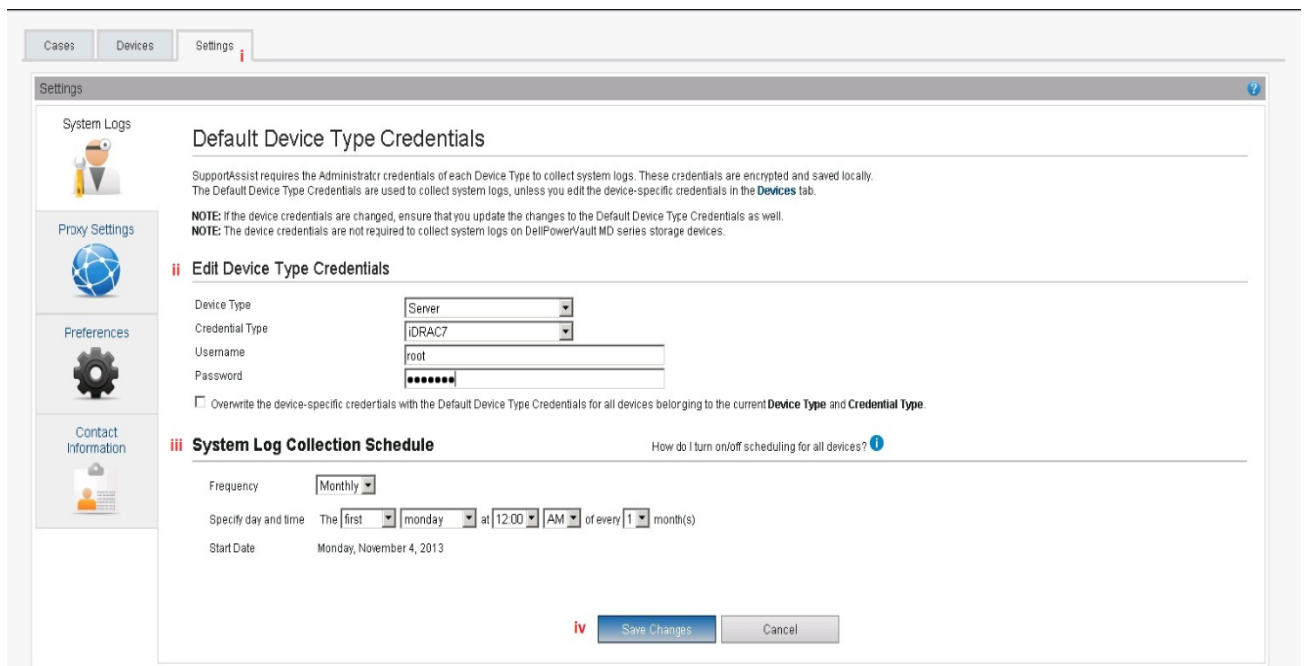 Cases Devices Settings i
Settings
System Logs
Proxy Settings
Preferences
Contact
Information
Default Device Type Credentials
SupportAssist requires the Administrator credentials of each Device Type to collect system logs. These credentials are encrypted and saved locally.
The Default Device Type Credentials are used to collect system logs, unless you edit the device-specific credentials in the Devices tab.
NOTE: If the device credentials are changed, ensure that you update the changes to the Default Device Type Credentials as well.
NOTE: The device credentials are not required to collect system logs on DellPowerVault MD series storage devices.
ii Edit Device Type Credentials
Device Type Server
Credential Type iDRAC7
Username root
Password •••••••
Overwrite the device-specific credentials with the Default Device Type Credentials for all devices belonging to the current Device Type and Credential Type.
iii System Log Collection Schedule How do I turn on/off scheduling for all devices? i
Frequency Monthly
Specify day and time The first monday at 12:00 AM of every 1 month(s)
Start Date Monday, November 4, 2013
iv Save Changes Cancel